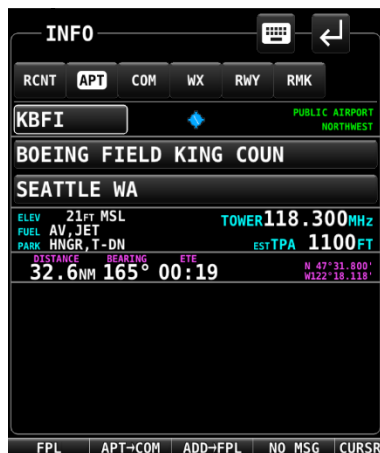 INFO
RCNT APT COM WX RWY RMK
KBFI PUBLIC AIRPORT
NORTHWEST
BOEING FIELD KING COUN
SEATTLE WA
ELEV 21FT MSL TOWER118.300MHz
FUEL AV,JET
PARK HNGR,T-DN ESTTPA 1100FT
DISTANCE BEARING ETE
32.6NM 165° 00:19 N 47°31.800'
W122°18.118'
FPL APT→COM ADD→FPL NO MSG CURSR